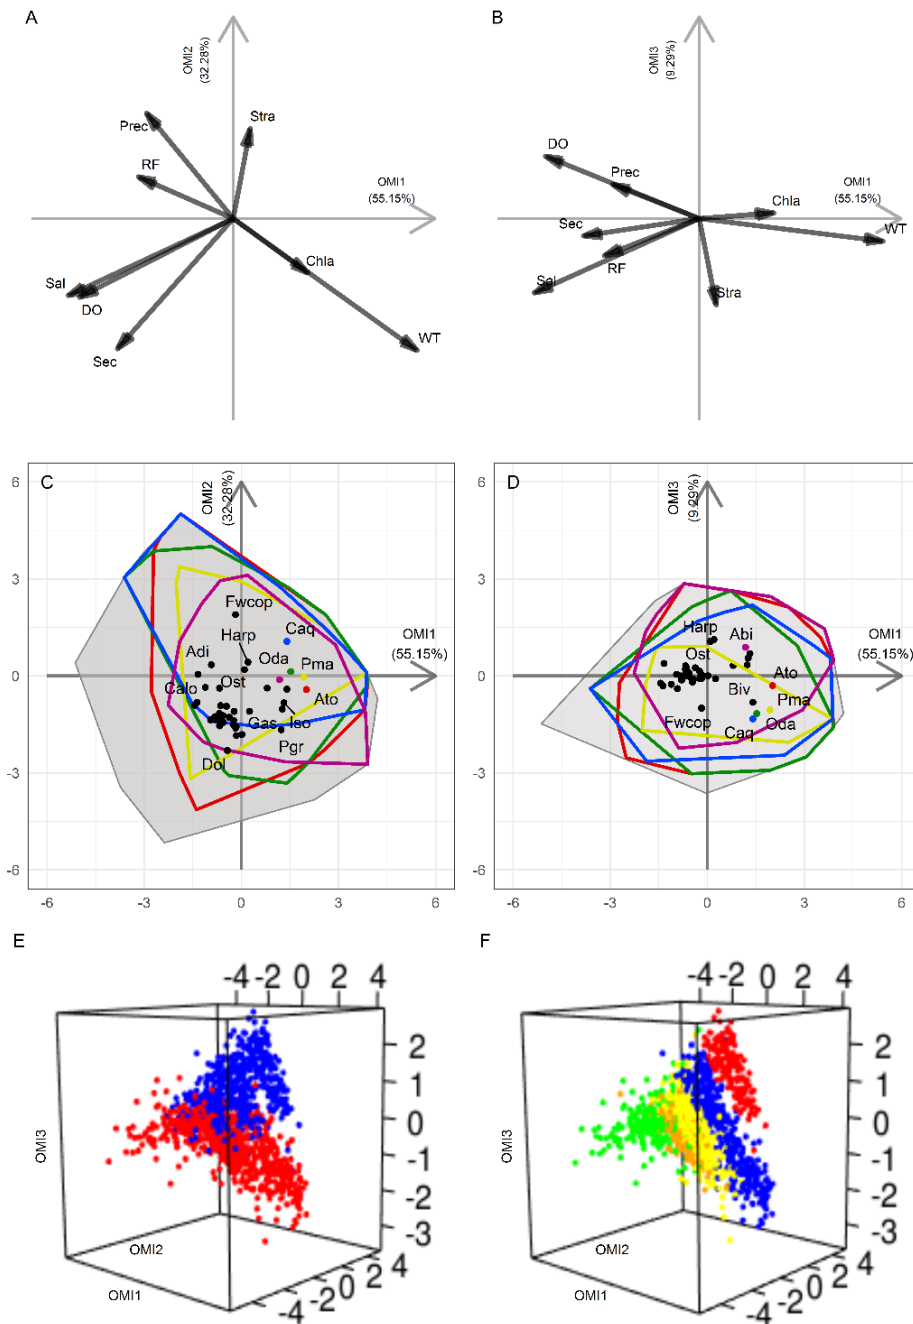 A
OMI2
(32.28%)
Prec
Stra
RF
OMI1
(55.15%)
Chla
Sal
DO
Sec
WT
B
OMI3
(9.29%)
DO
Prec
OMI1
(55.15%)
Chla
Sec
WT
RF
Sal
Stra
C
OMI2
(32.28%)
6
3
0
-3
-6
Fwcop
Harp
Caq
OMI1
(55.15%)
Adi
Oda
Pma
Calo
Ost
Ato
Gas
Iso
Pgr
Dol
-6
-3
0
3
6
D
OMI3
(9.29%)
6
3
0
-3
-6
Harp
Abi
OMI1
(55.15%)
Ost
Ato
Biv
Pma
Fwcop
Oda
Caq
-6
-3
0
3
6
E
-4 -2 0 2 4
2
1
0
-1
-2
-3
OMI3
OMI2
OMI1
-4 -2 0 2 4
F
-4 -2 0 2 4
2
1
0
-1
-2
-3
OMI3
OMI2
OMI1
-4 -2 0 2 4